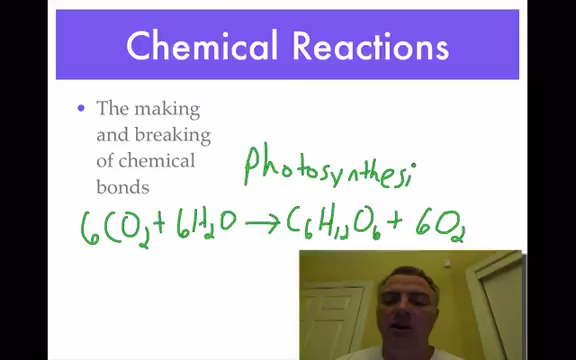 Chemical Reactions
• The making
and breaking
of chemical
bonds
Photosynthesi
6CO₂ + 6H₂O → C₆H₁₂O₆ + 6O₂